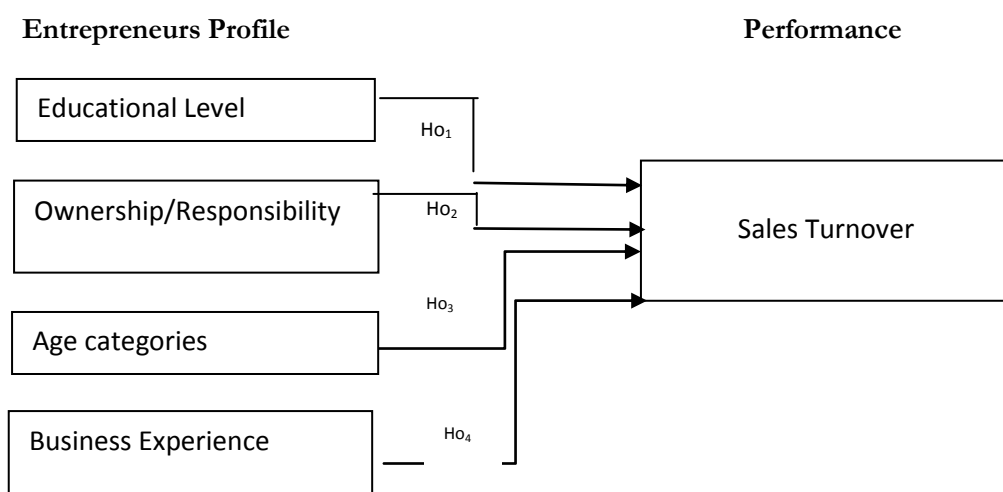 Entrepreneurs Profile
Performance
Educational Level
Ho₁
Ownership/Responsibility
Ho₂
Sales Turnover
Ho₃
Age categories
Business Experience
Ho₄